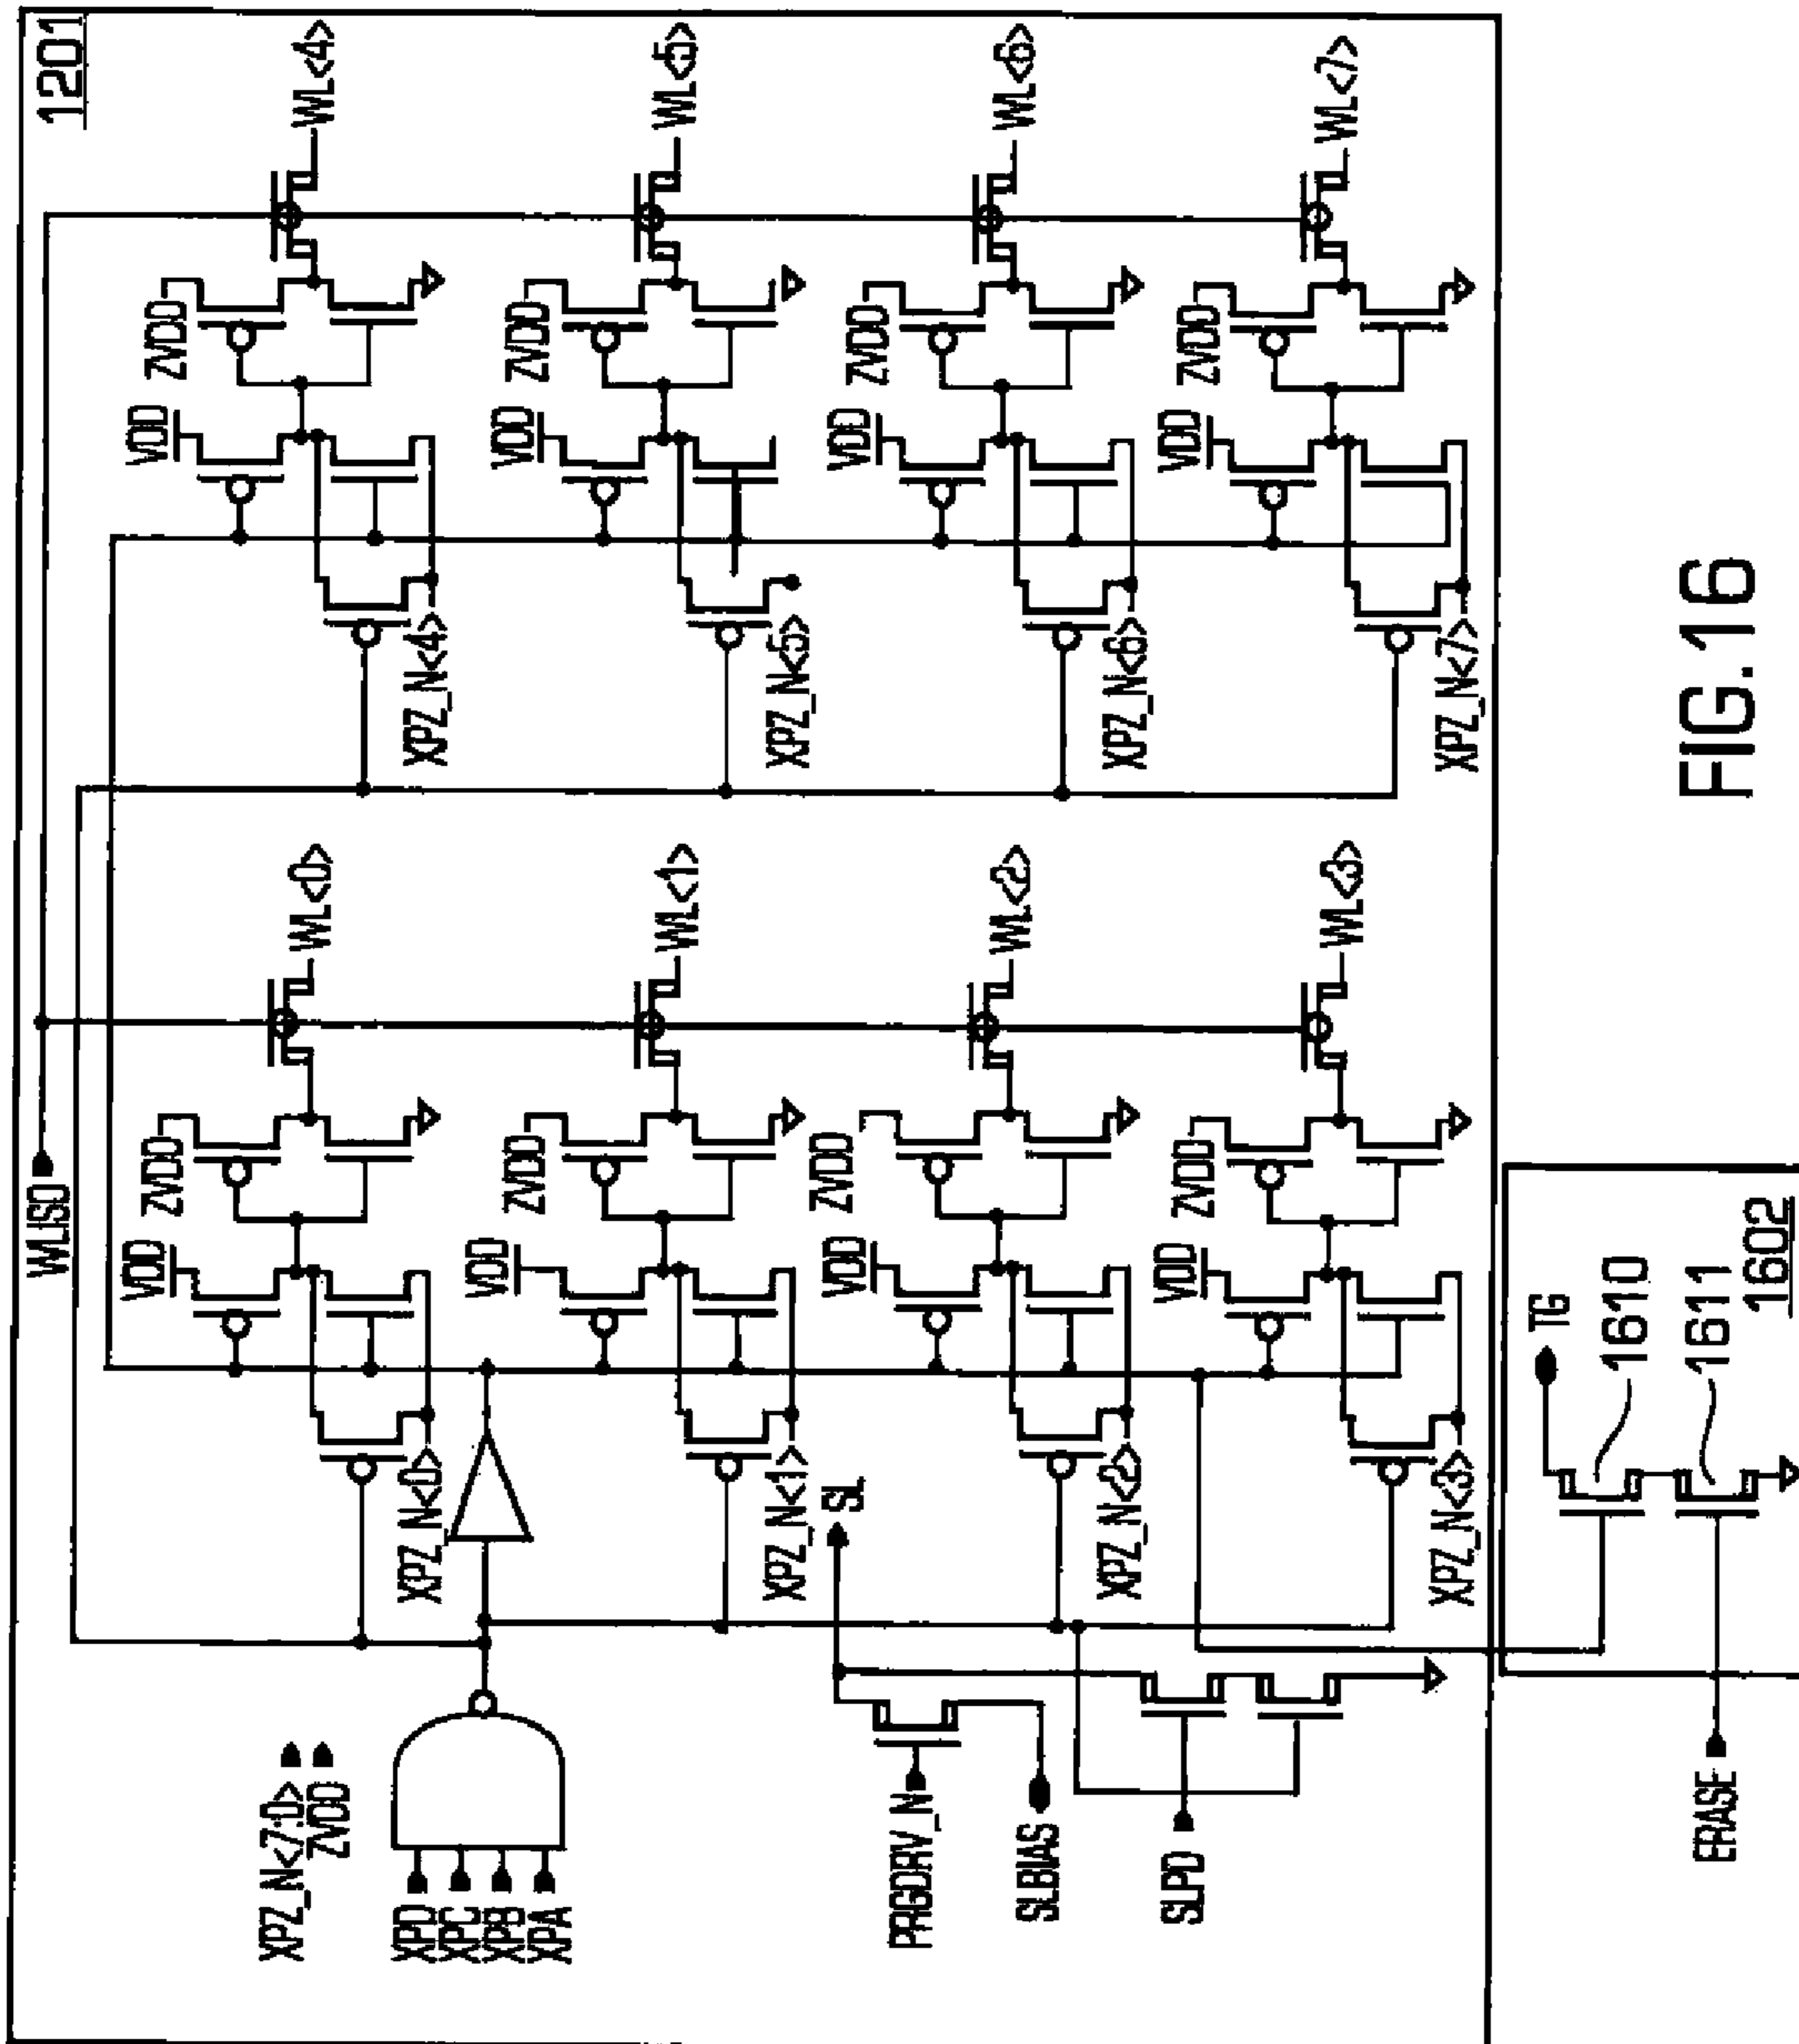 1201
WLISO
VDD
ZVDD
WL<0>
XPZ_N<0>
VDD
ZVDD
WL<4>
XPZ_N<4>
XPZ_N<7:0>
ZVDD
XPD
XPC
XPB
XPA
VDD
ZVDD
WL<1>
XPZ_N<1>
VDD
ZVDD
WL<5>
XPZ_N<5>
PRGDRV_N
SL
SLBIAS
SLPD
VDD
ZVDD
WL<2>
XPZ_N<2>
VDD
ZVDD
WL<6>
XPZ_N<6>
VDD
ZVDD
WL<3>
XPZ_N<3>
VDD
ZVDD
WL<7>
XPZ_N<7>
TG
1610
1611
1602
ERASE
FIG.16